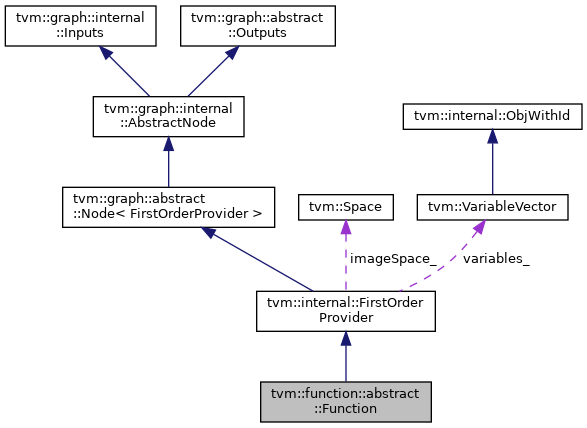 tvm::graph::internal
::Inputs
tvm::graph::abstract
::Outputs
tvm::graph::internal
::AbstractNode
tvm::internal::ObjWithId
tvm::graph::abstract
::Node< FirstOrderProvider >
tvm::Space
tvm::VariableVector
imageSpace_
variables_
tvm::internal::FirstOrder
Provider
tvm::function::abstract
::Function